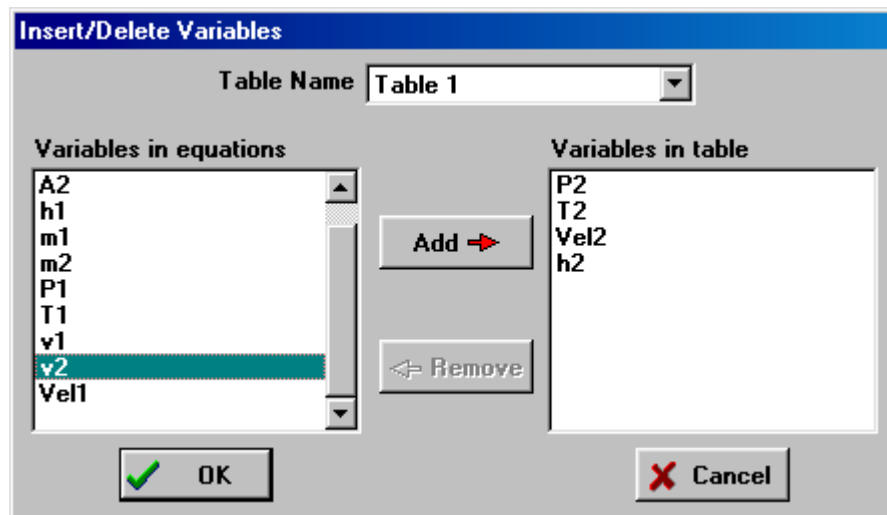 Insert/Delete Variables
Table Name Table 1
Variables in equations
A2
h1
m1
m2
P1
T1
v1
v2
Vel1
Add
Remove
Variables in table
P2
T2
Vel2
h2
OK
Cancel